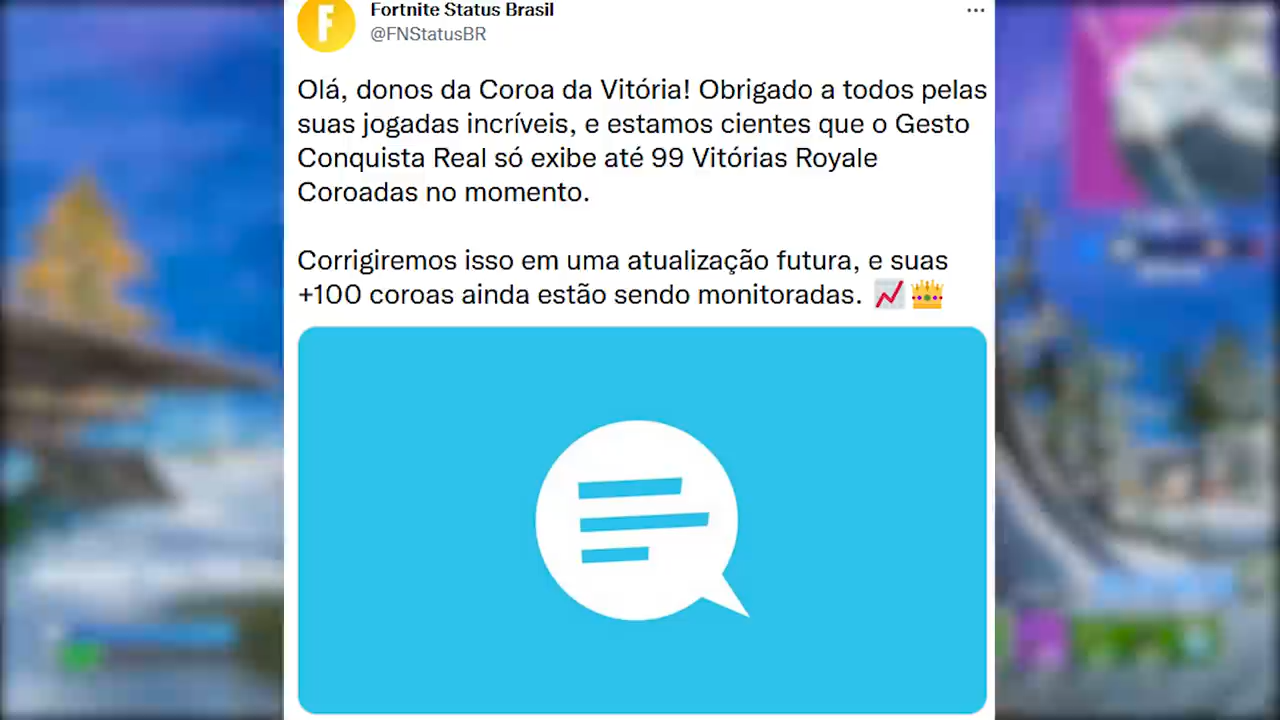 Fortnite Status Brasil
@FNStatusBR
Olá, donos da Coroa da Vitória! Obrigado a todos pelas
suas jogadas incríveis, e estamos cientes que o Gesto
Conquista Real só exibe até 99 Vitórias Royale
Coroadas no momento.
Corrigiremos isso em uma atualização futura, e suas
+100 coroas ainda estão sendo monitoradas. 📈👑